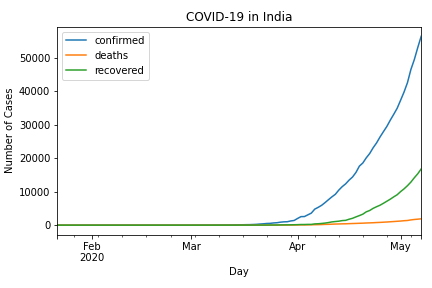 COVID-19 in India
confirmed
deaths
recovered
50000
40000
30000
20000
10000
0
Number of Cases
Feb
2020
Mar
Apr
May
Day